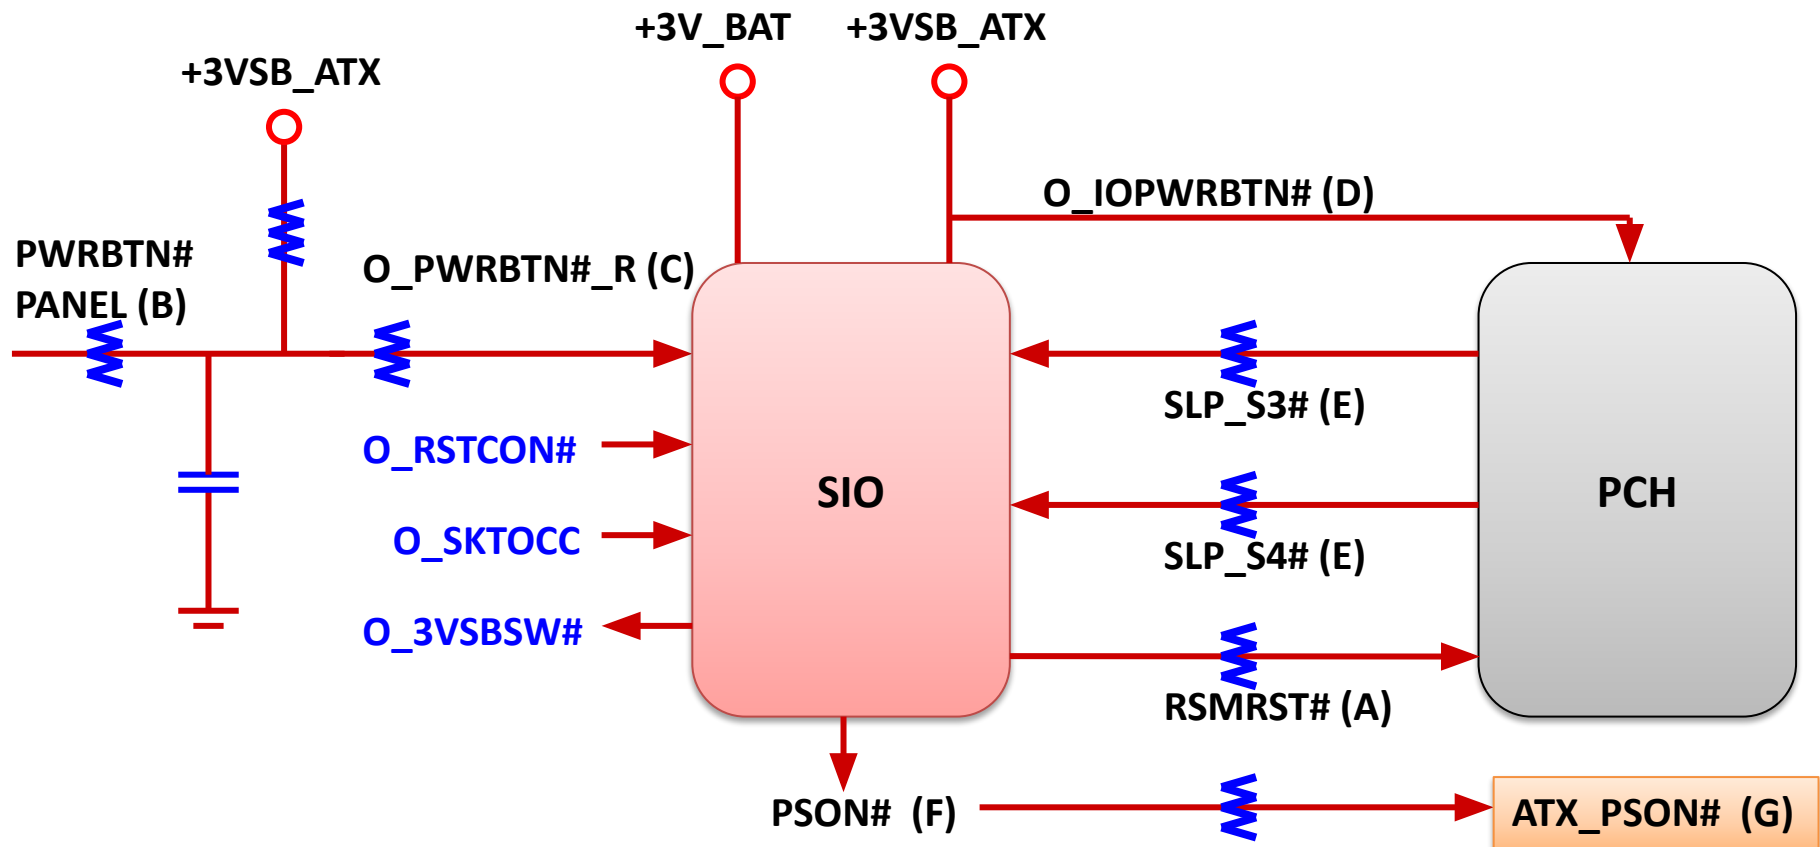 +3V_BAT
+3VSB_ATX
+3VSB_ATX
O_IOPWRBTN# (D)
PWRBTN#
PANEL (B)
O_PWRBTN#_R (C)
SLP_S3# (E)
O_RSTCON#
SIO
PCH
O_SKTOCC
SLP_S4# (E)
O_3VSBSW#
RSMRST# (A)
PSON# (F)
ATX_PSON# (G)